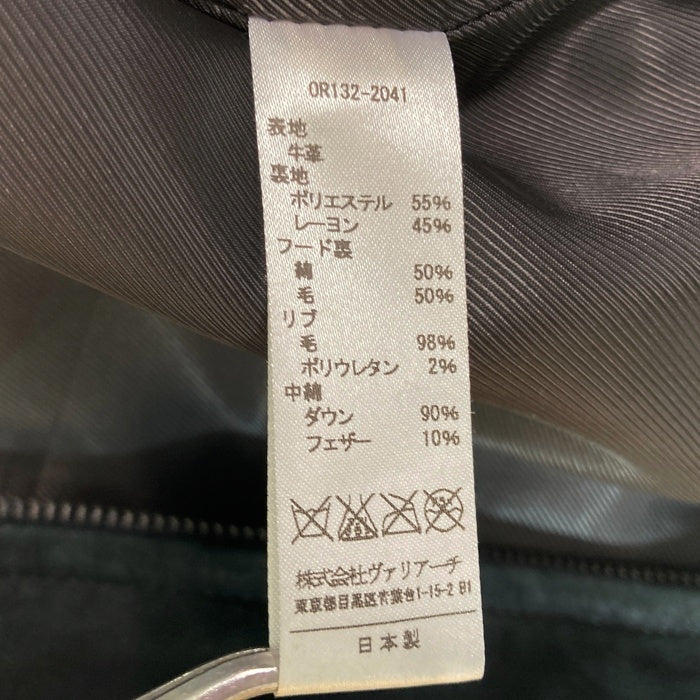 OR132-2041
表地
牛革
裏地
ポリエステル 55%
レーヨン 45%
フード裏
綿 50%
毛 50%
リブ
毛 98%
ポリウレタン 2%
中綿
ダウン 90%
フェザー 10%
株式会社ヴァリアーチ
東京都目黒区青葉台1-15-2 B1
日本製